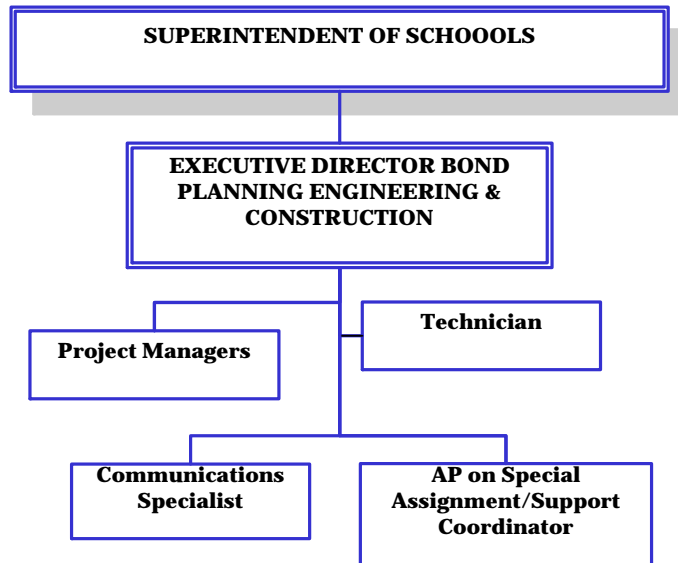 SUPERINTENDENT OF SCHOOOLS
EXECUTIVE DIRECTOR BOND
PLANNING ENGINEERING &
CONSTRUCTION
Project Managers
Technician
Communications
Specialist
AP on Special
Assignment/Support
Coordinator